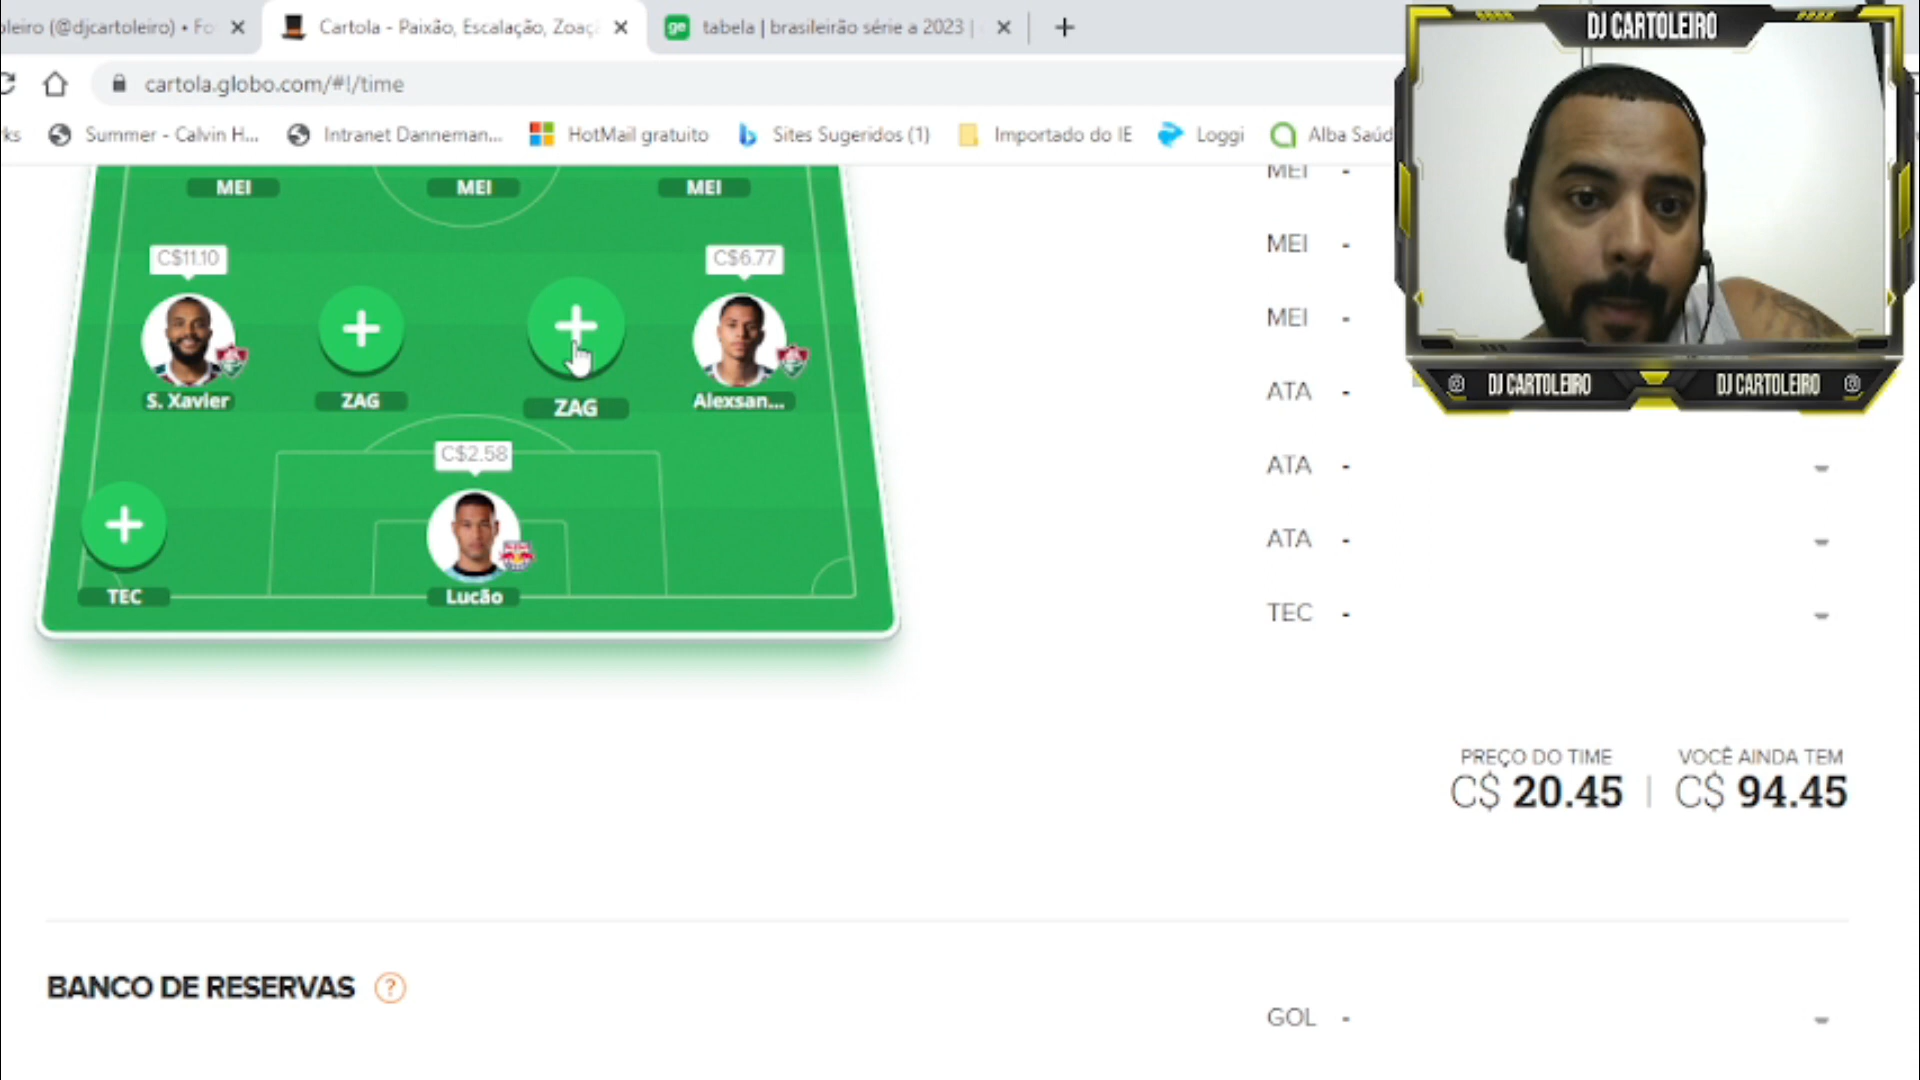 oleiro (@djcartoleiro) • Fo
Cartola - Paixão, Escalação, Zoaç
ge tabela | brasileirão série a 2023 |
cartola.globo.com/#!/time
ks
Summer - Calvin H...
Intranet Danneman...
HotMail gratuito
Sites Sugeridos (1)
Importado do IE
Loggi
Alba Saúd
DJ CARTOLEIRO
DJ CARTOLEIRO
DJ CARTOLEIRO
MEI
MEI
MEI
C$11.10
C$6.77
S. Xavier
ZAG
ZAG
Alexsan...
C$2.58
TEC
Lucão
MEI -
MEI -
MEI -
ATA -
ATA -
ATA -
TEC -
PREÇO DO TIME
C$ 20.45
VOCÊ AINDA TEM
C$ 94.45
BANCO DE RESERVAS ?
GOL -